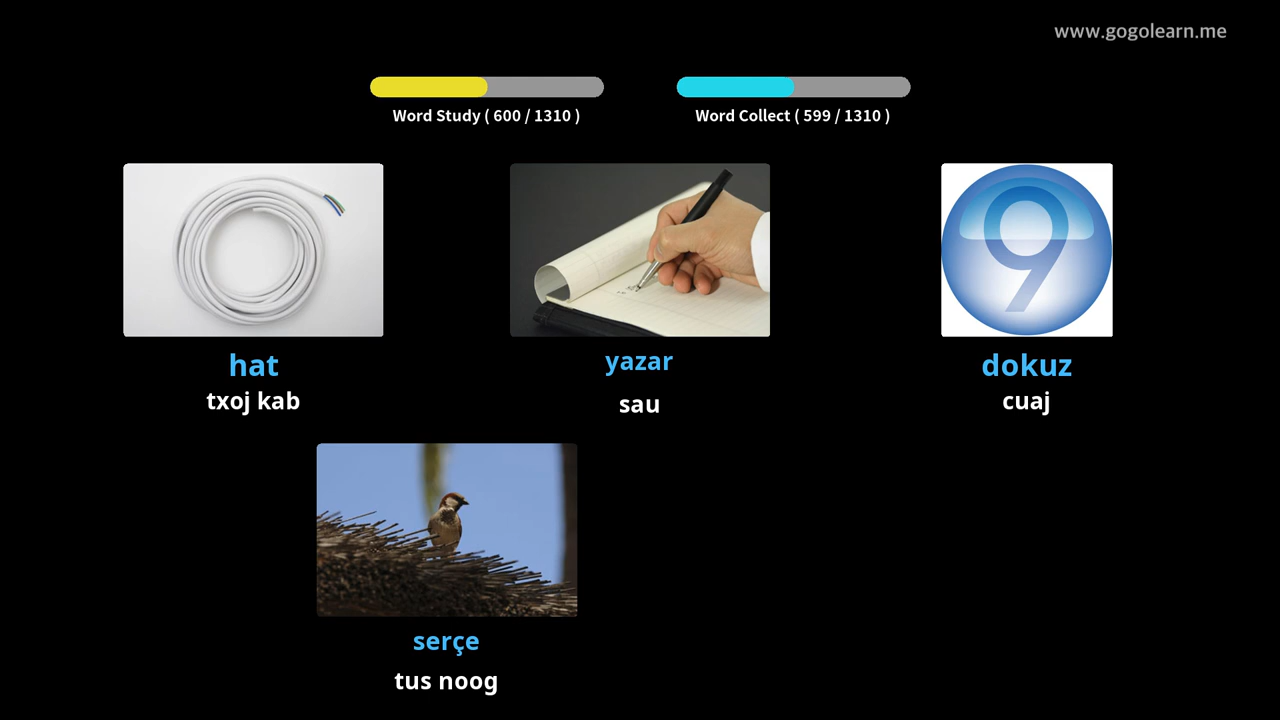 www.gogolearn.me
Word Study ( 600 / 1310 )
Word Collect ( 599 / 1310 )
9
hat
txoj kab
yazar
sau
dokuz
cuaj
serçe
tus noog